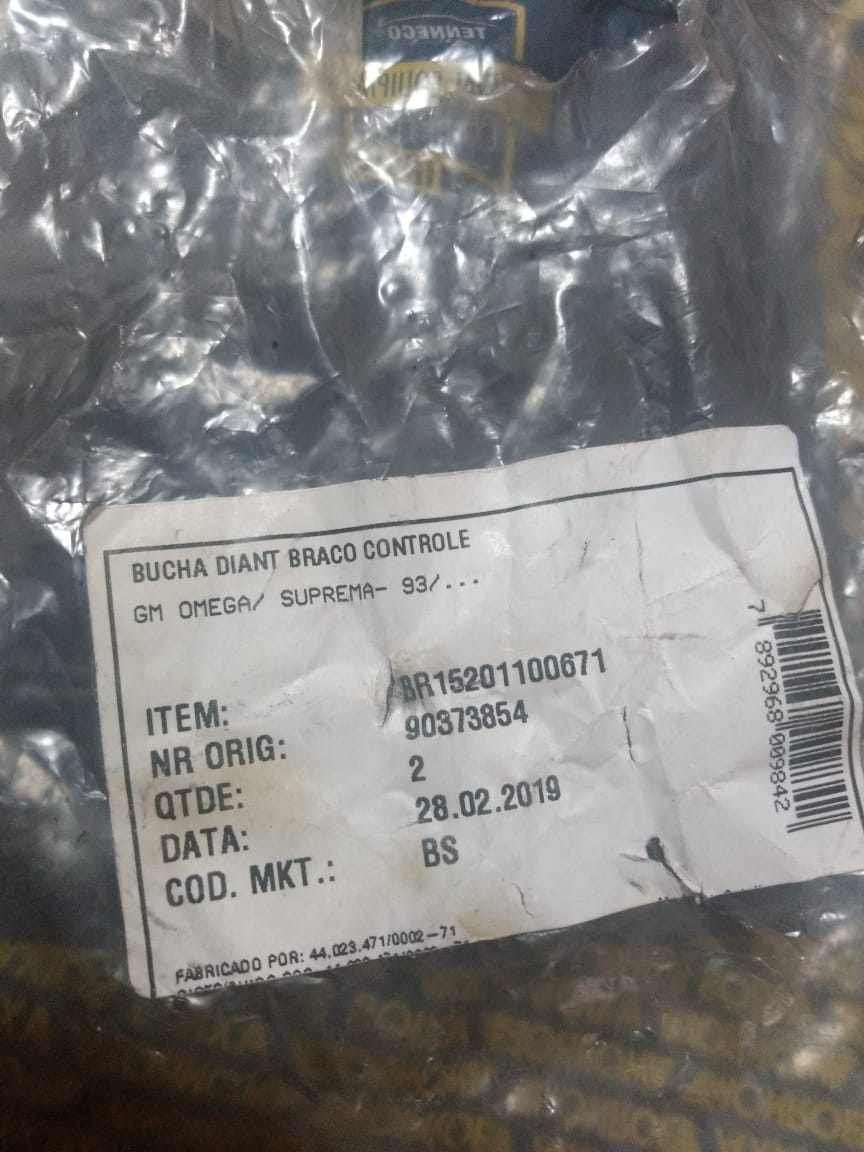 TENNECO
BUCHA DIANT BRACO CONTROLE
GM OMEGA/ SUPREMA- 93/...
ITEM: BR15201100671
NR ORIG: 90373854
QTDE: 2
DATA: 28.02.2019
COD. MKT.: BS
FABRICADO POR: 44.023.471/0002-71
7 892968 009842